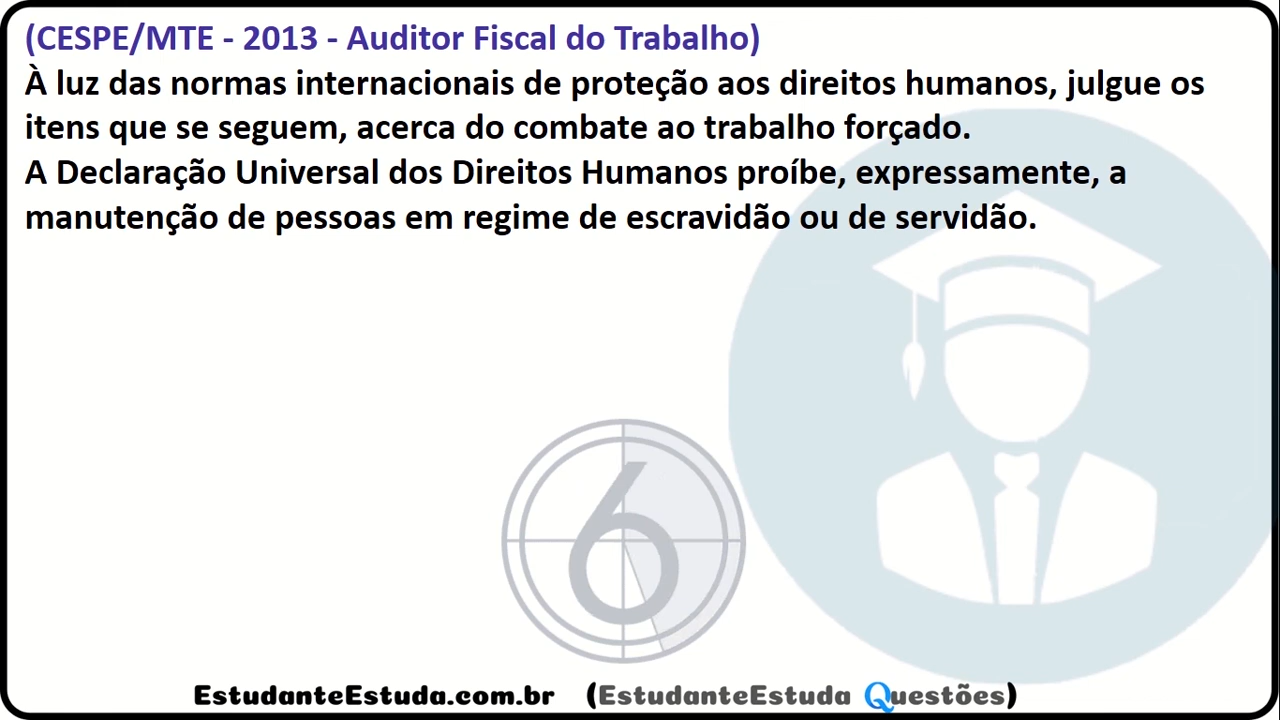 (CESPE/MTE - 2013 - Auditor Fiscal do Trabalho)
À luz das normas internacionais de proteção aos direitos humanos, julgue os
itens que se seguem, acerca do combate ao trabalho forçado.
A Declaração Universal dos Direitos Humanos proíbe, expressamente, a
manutenção de pessoas em regime de escravidão ou de servidão.
6
EstudanteEstuda.com.br (EstudanteEstuda Questões)